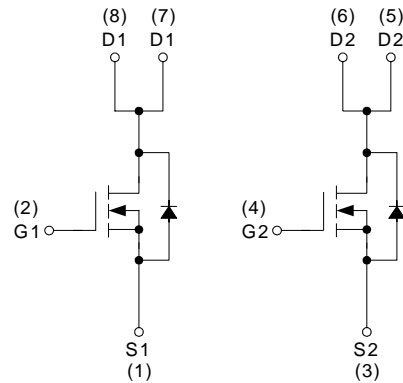 (8) (7) (6) (5)
D1 D1 D2 D2
(2) (4)
G1 G2
S1 S2
(1) (3)